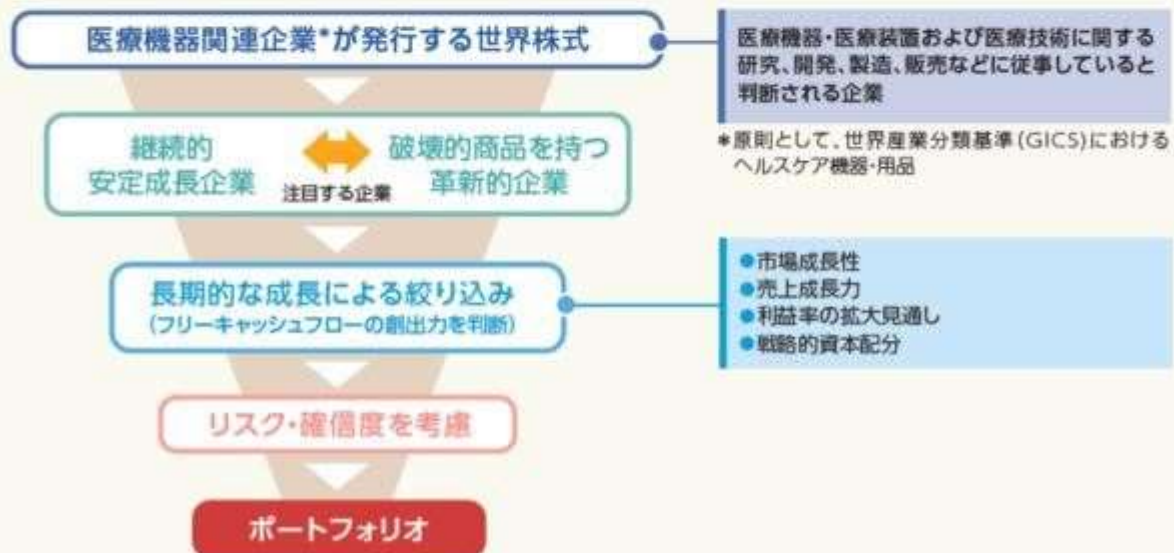 医療機器関連企業*が発行する世界株式
医療機器・医療装置および医療技術に関する
研究、開発、製造、販売などに従事していると
判断される企業
*原則として、世界産業分類基準(GICS)における
ヘルスケア機器・用品
継続的
安定成長企業
注目する企業
破壊的商品を持つ
革新的企業
長期的な成長による絞り込み
(フリーキャッシュフローの創出力を判断)
●市場成長性
●売上成長力
●利益率の拡大見通し
●戦略的資本配分
リスク・確信度を考慮
ポートフォリオ